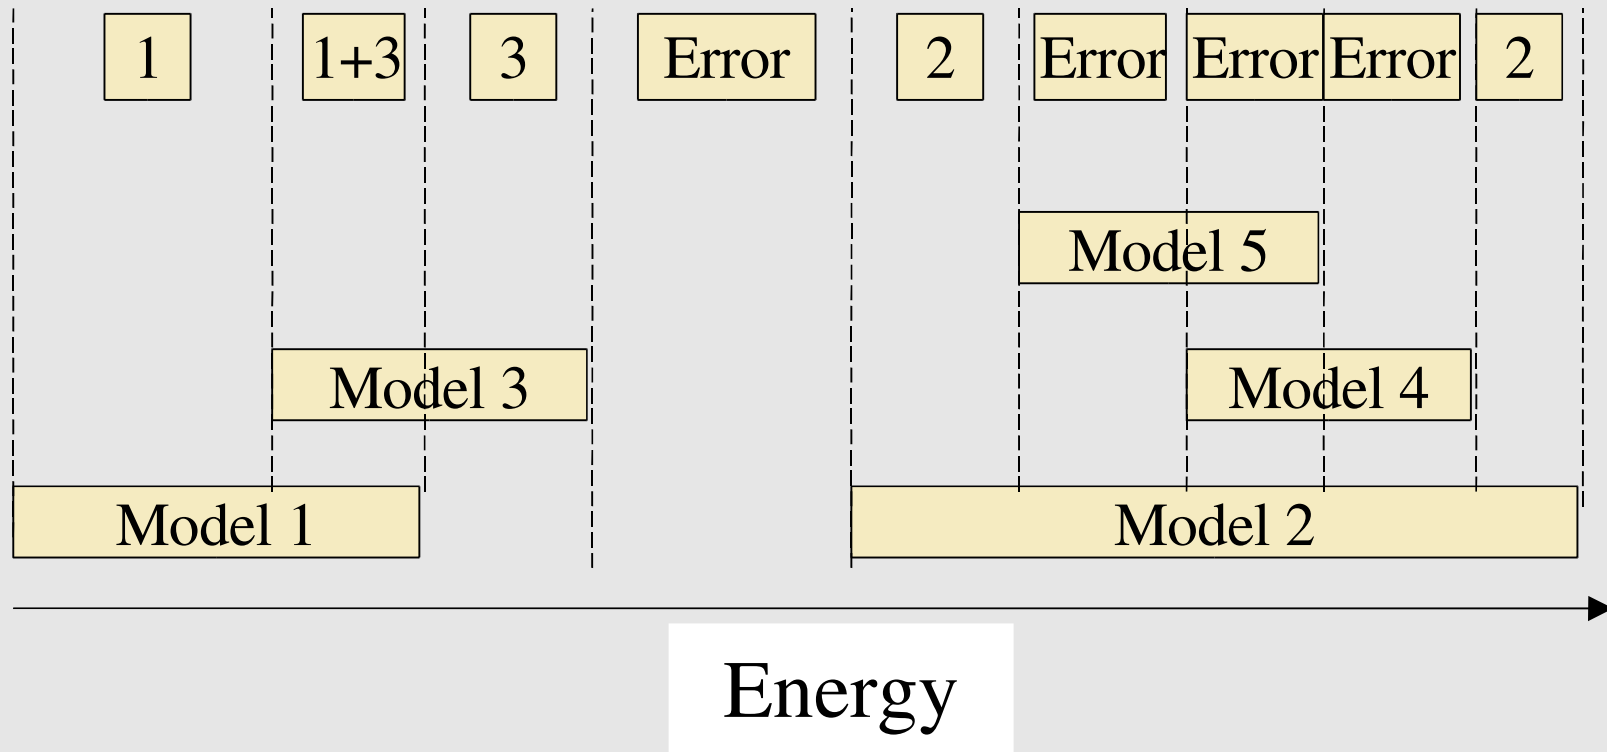 1 1+3 3 Error 2 Error Error Error 2
Model 5
Model 3 Model 4
Model 1 Model 2
Energy